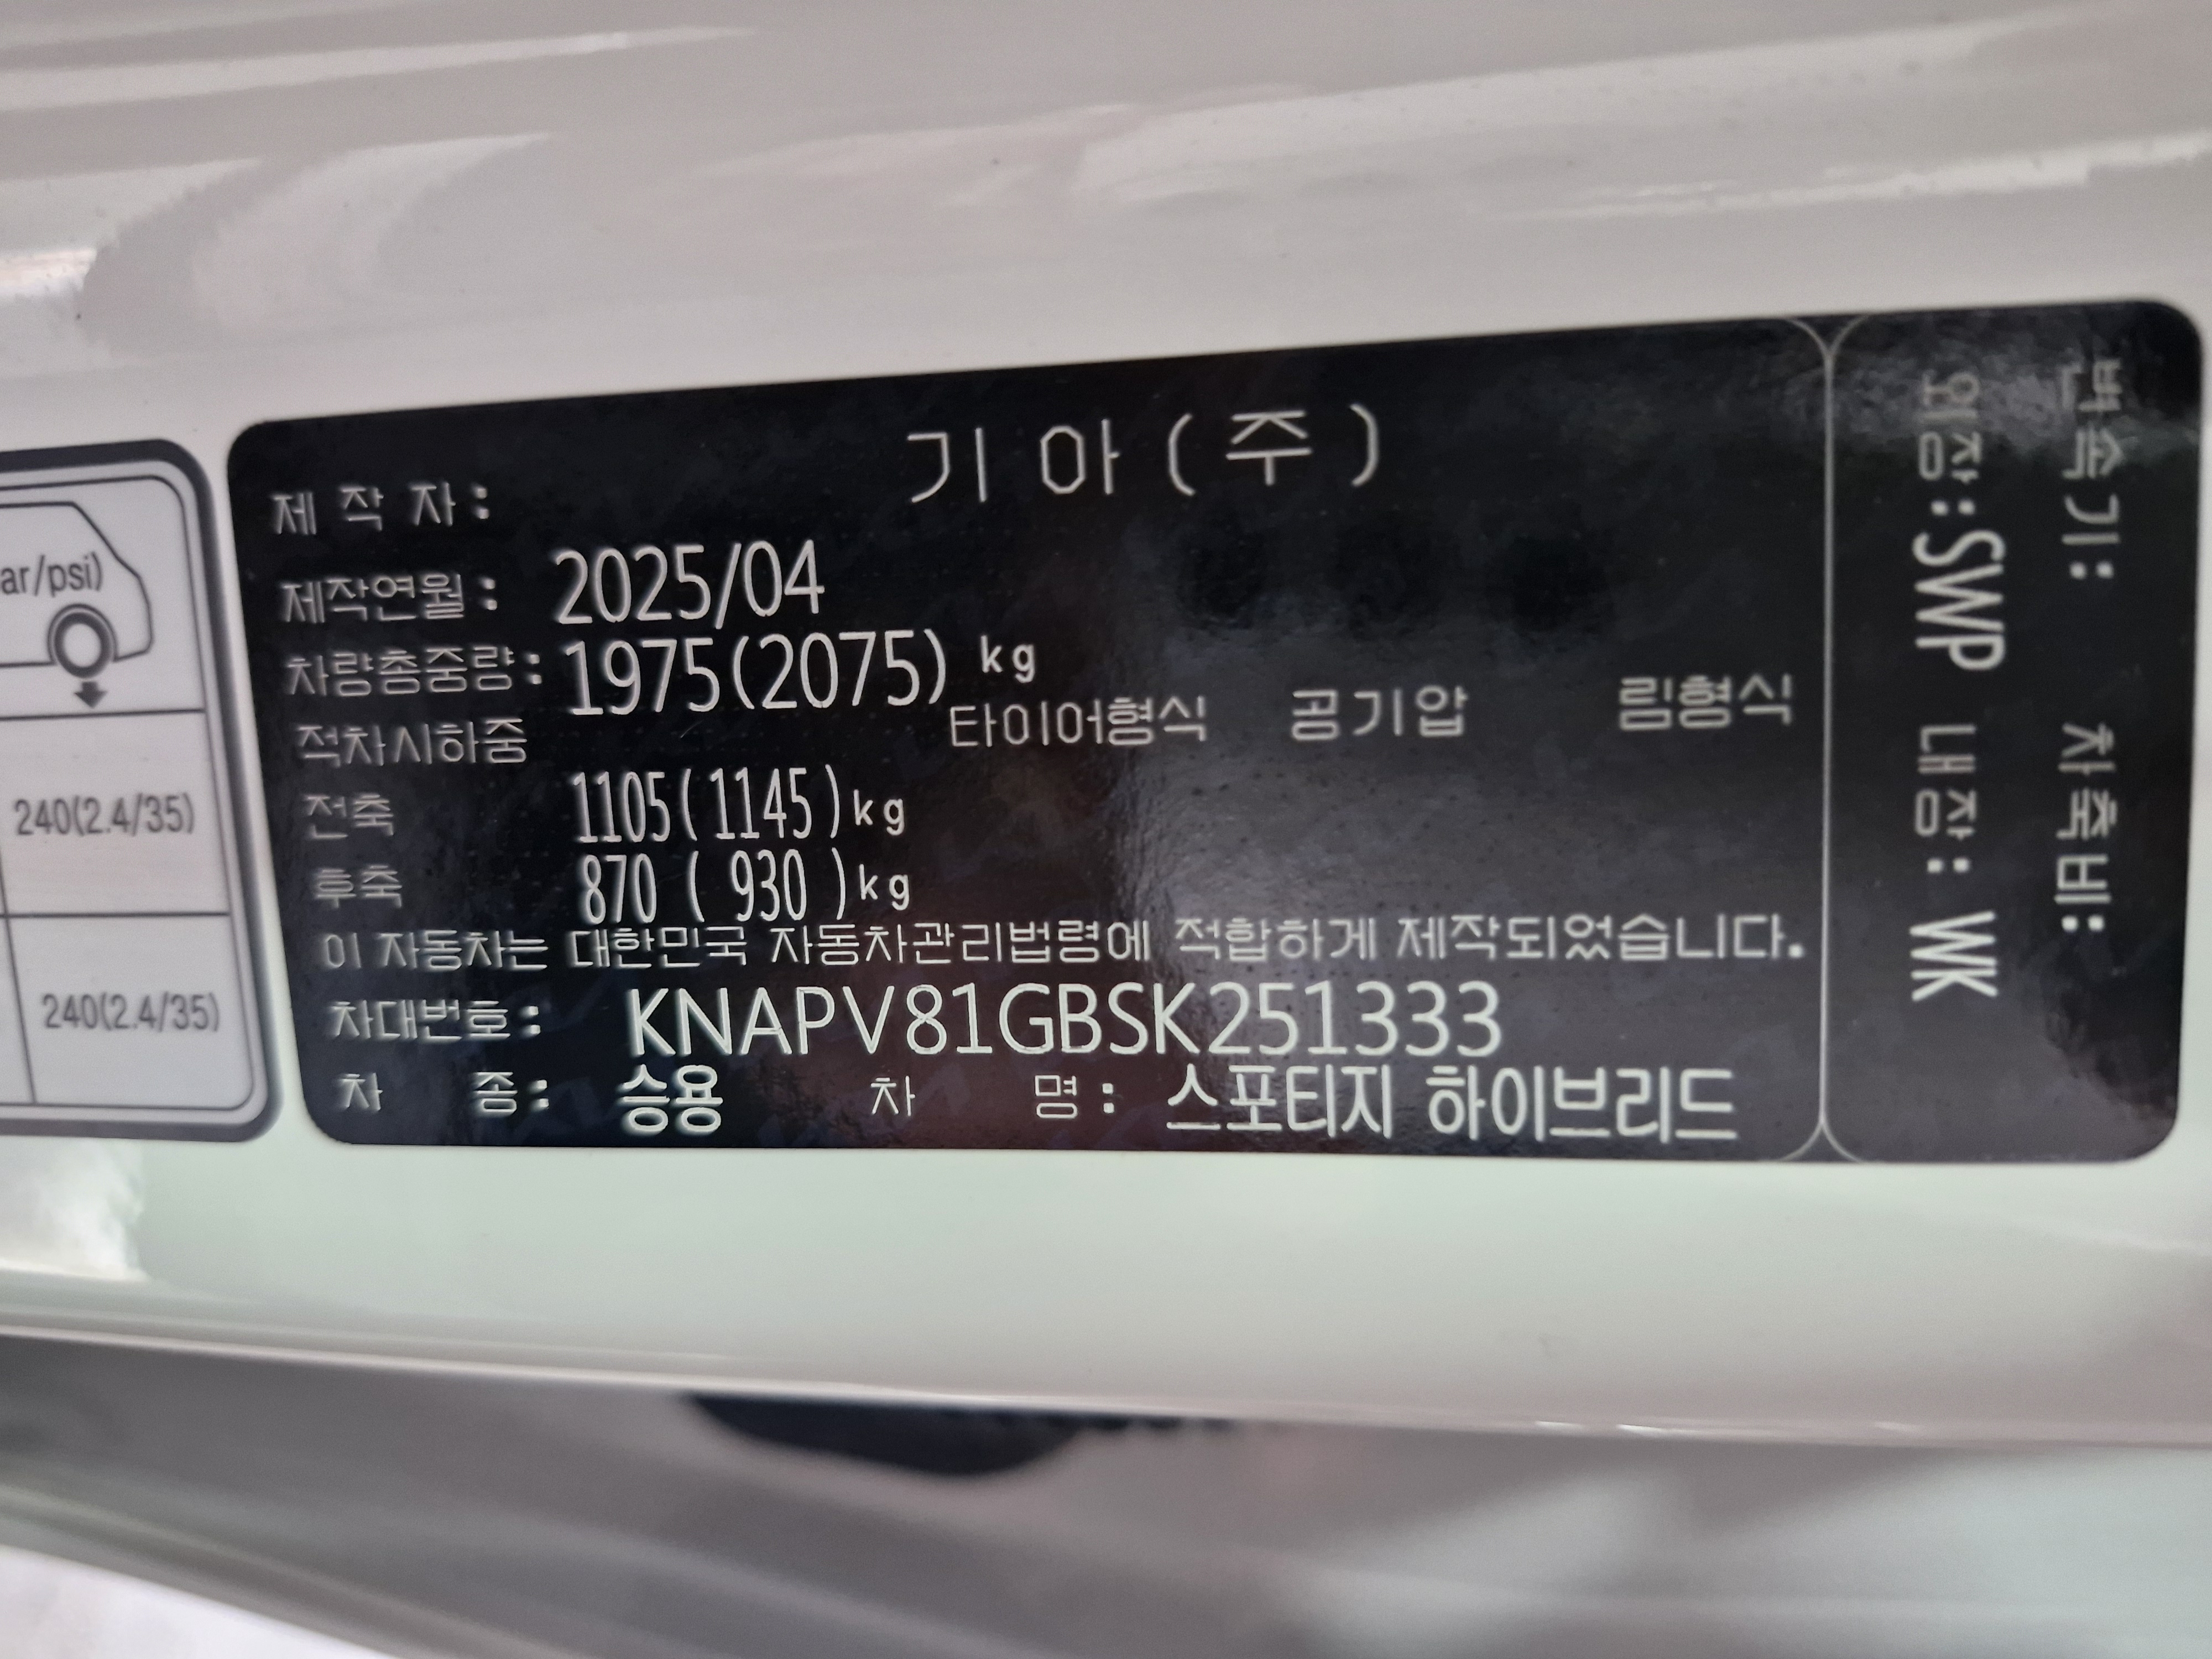 ar/psi)
240(2.4/35)
240(2.4/35)
제 작 자: 기 아 ( 주 )
제작연월: 2025/04
차량총중량: 1975(2075) kg
적차시하중 타이어형식 공기압 림형식
전축 1105(1145)kg
후축 870 ( 930 )kg
이 자동차는 대한민국 자동차관리법령에 적합하게 제작되었습니다.
차대번호: KNAPV81GBSK251333
차 종: 승용 차 명: 스포티지 하이브리드
변속기: 차축비:
외장:SWP 내장: WK